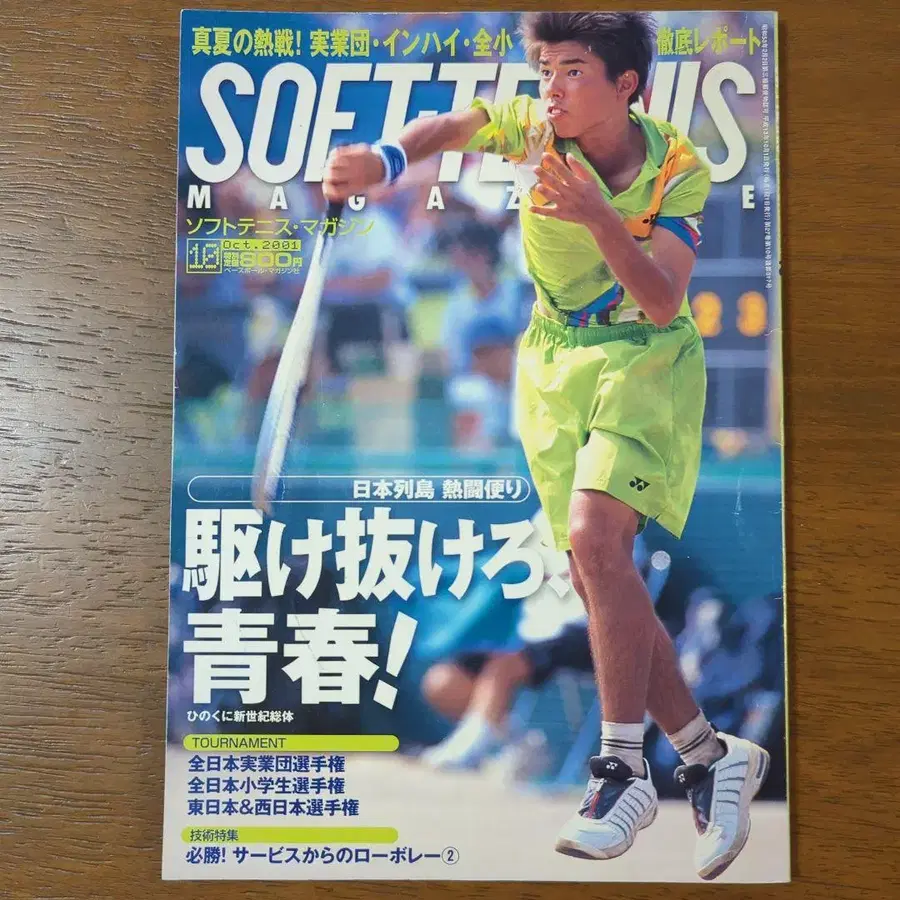 真夏の熱戦! 実業団・インハイ・全小 徹底レポート
SOFT-TENNIS
MAGAZINE
ソフトテニス・マガジン
10 Oct.2001
特別定価800円
ベースボール・マガジン社
23
日本列島 熱闘便り
駆け抜けろ!
青春!
ひのくに新世紀総体
TOURNAMENT
全日本実業団選手権
全日本小学生選手権
東日本&西日本選手権
技術特集
必勝! サービスからのローボレー②